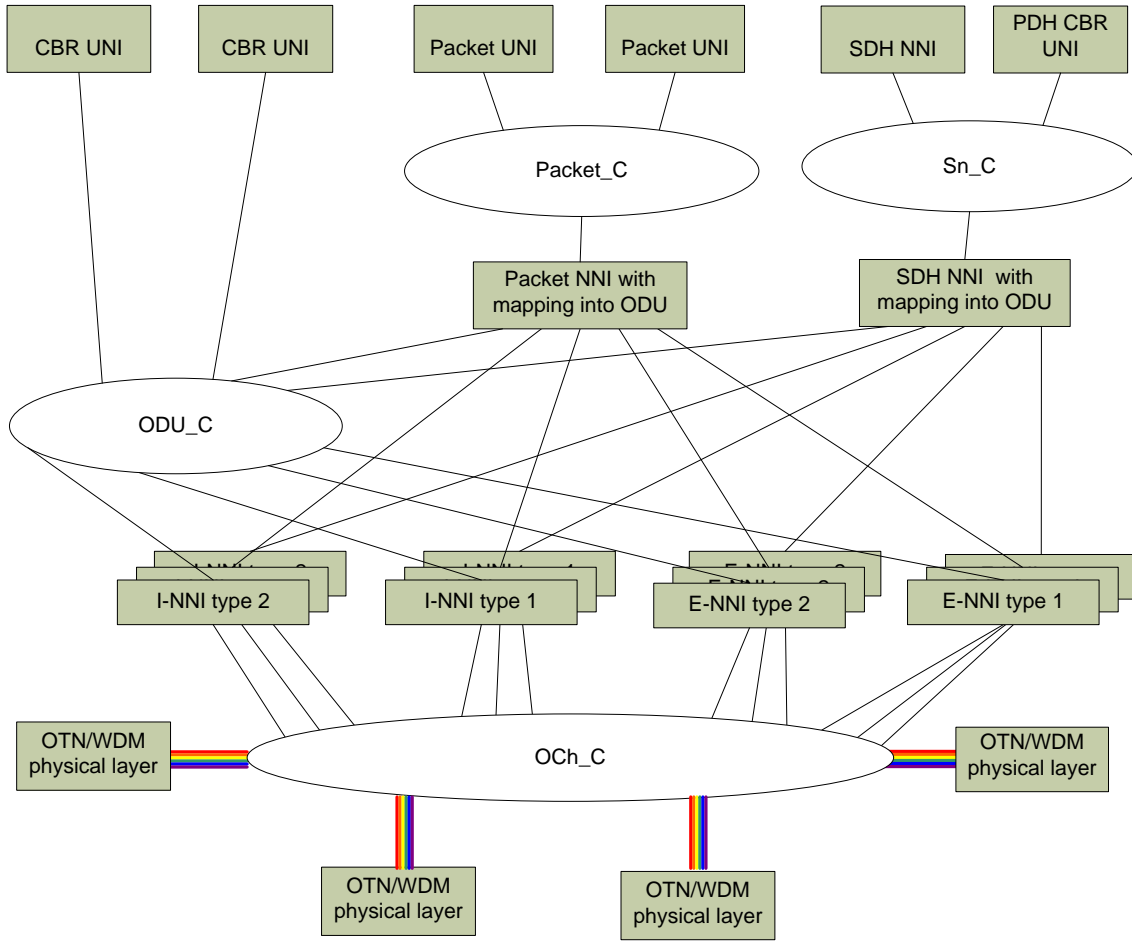 CBR UNI
CBR UNI
Packet UNI
Packet UNI
SDH NNI
PDH CBR
UNI
Packet_C
Sn_C
Packet NNI with
mapping into ODU
SDH NNI with
mapping into ODU
ODU_C
I-NNI type 2
I-NNI type 1
E-NNI type 2
E-NNI type 1
OCh_C
OTN/WDM
physical layer
OTN/WDM
physical layer
OTN/WDM
physical layer
OTN/WDM
physical layer